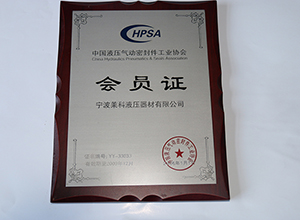 HPSA
中国液压气动密封件工业协会
China Hydraulics Pneumatics & Seals Association
会员证
宁波莱科液压器材有限公司